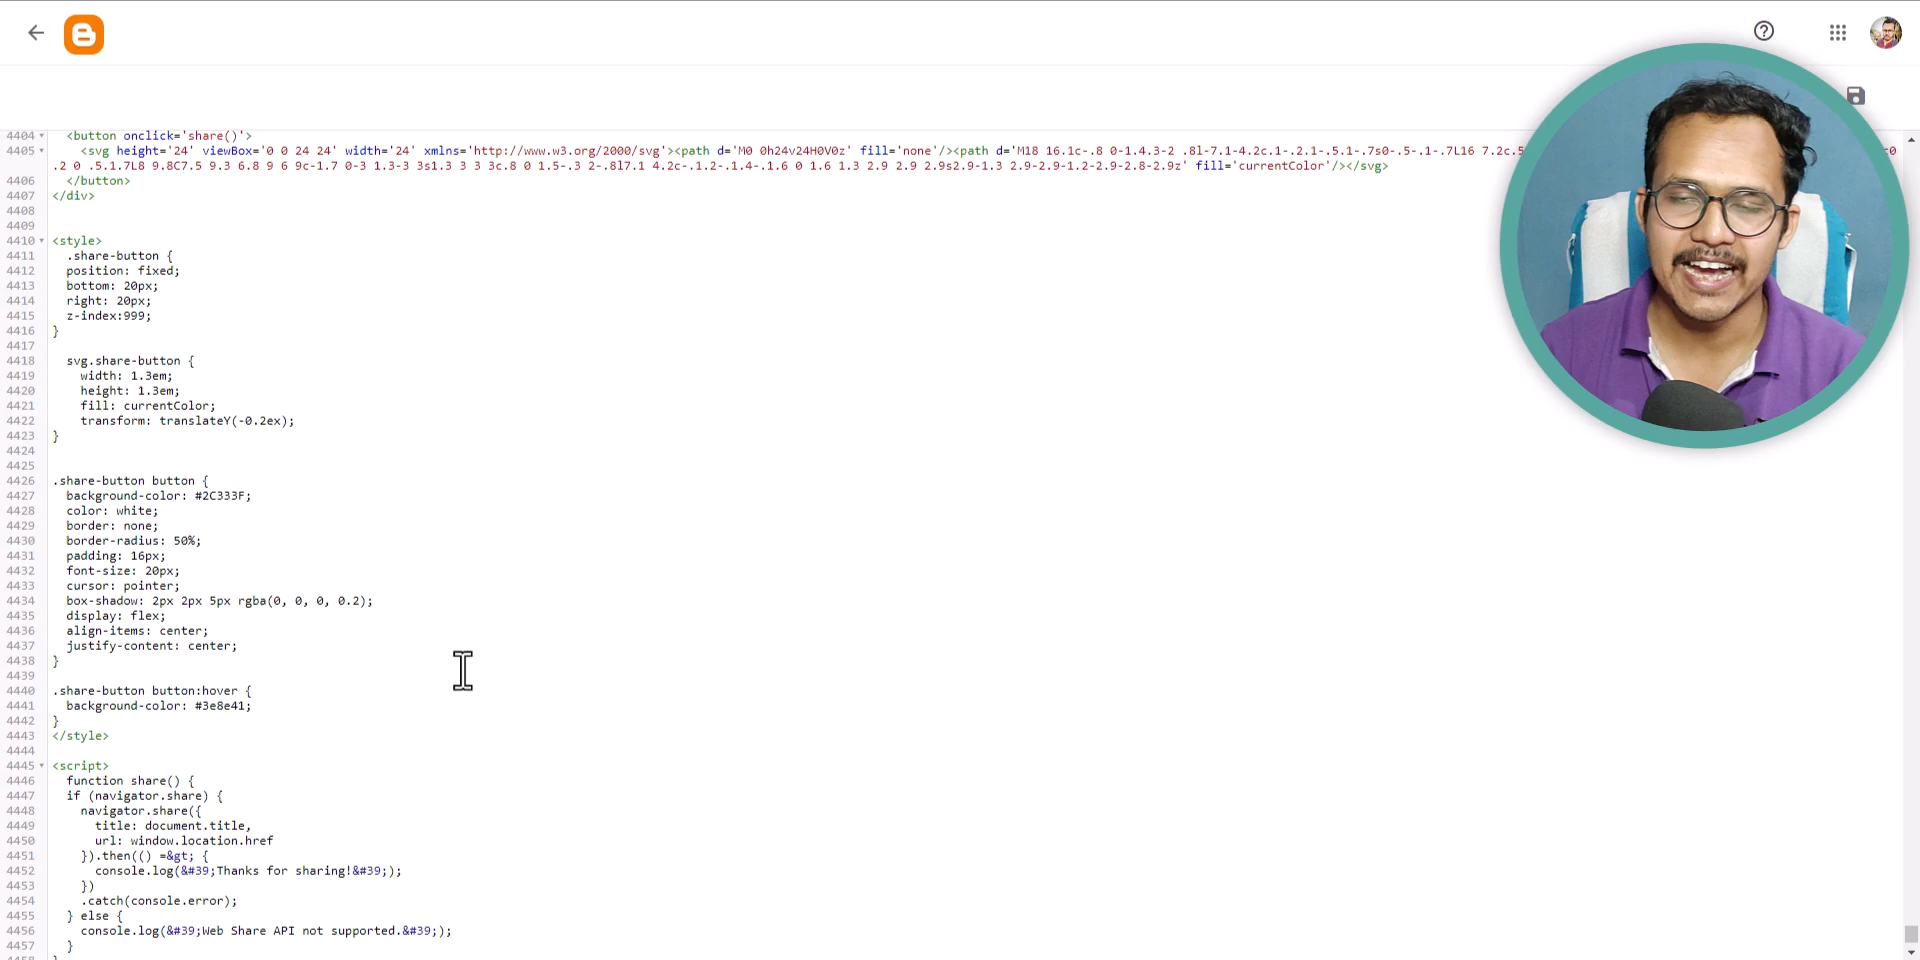 4404 <button onclick='share()'>
4405 <svg height='24' viewBox='0 0 24 24' width='24' xmlns='http://www.w3.org/2000/svg'><path d='M0 0h24v24H0V0z' fill='none'/><path d='M18 16.1c-.8 0-1.4.3-2 .8l-7.1-4.2c.1-.2.1-.5.1-.7s0-.5-.1-.7L16 7.2c.5
.2 0 .5.1.7L8 9.8C7.5 9.3 6.8 9 6 9c-1.7 0-3 1.3-3 3s1.3 3 3 3c.8 0 1.5-.3 2-.8l7.1 4.2c-.1.2-.1.4-.1.6 0 1.6 1.3 2.9 2.9 2.9s2.9-1.3 2.9-2.9-1.2-2.9-2.8-2.9z' fill='currentColor'/></svg>
4406 </button>
4407 </div>
4408
4409
4410 <style>
4411 .share-button {
4412 position: fixed;
4413 bottom: 20px;
4414 right: 20px;
4415 z-index:999;
4416 }
4417
4418 svg.share-button {
4419 width: 1.3em;
4420 height: 1.3em;
4421 fill: currentColor;
4422 transform: translateY(-0.2ex);
4423 }
4424
4425
4426 .share-button button {
4427 background-color: #2C333F;
4428 color: white;
4429 border: none;
4430 border-radius: 50%;
4431 padding: 16px;
4432 font-size: 20px;
4433 cursor: pointer;
4434 box-shadow: 2px 2px 5px rgba(0, 0, 0, 0.2);
4435 display: flex;
4436 align-items: center;
4437 justify-content: center;
4438 }
4439
4440 .share-button button:hover {
4441 background-color: #3e8e41;
4442 }
4443 </style>
4444
4445 <script>
4446 function share() {
4447 if (navigator.share) {
4448 navigator.share({
4449 title: document.title,
4450 url: window.location.href
4451 }).then(() =&gt; {
4452 console.log(&#39;Thanks for sharing!&#39;);
4453 })
4454 .catch(console.error);
4455 } else {
4456 console.log(&#39;Web Share API not supported.&#39;);
4457 }